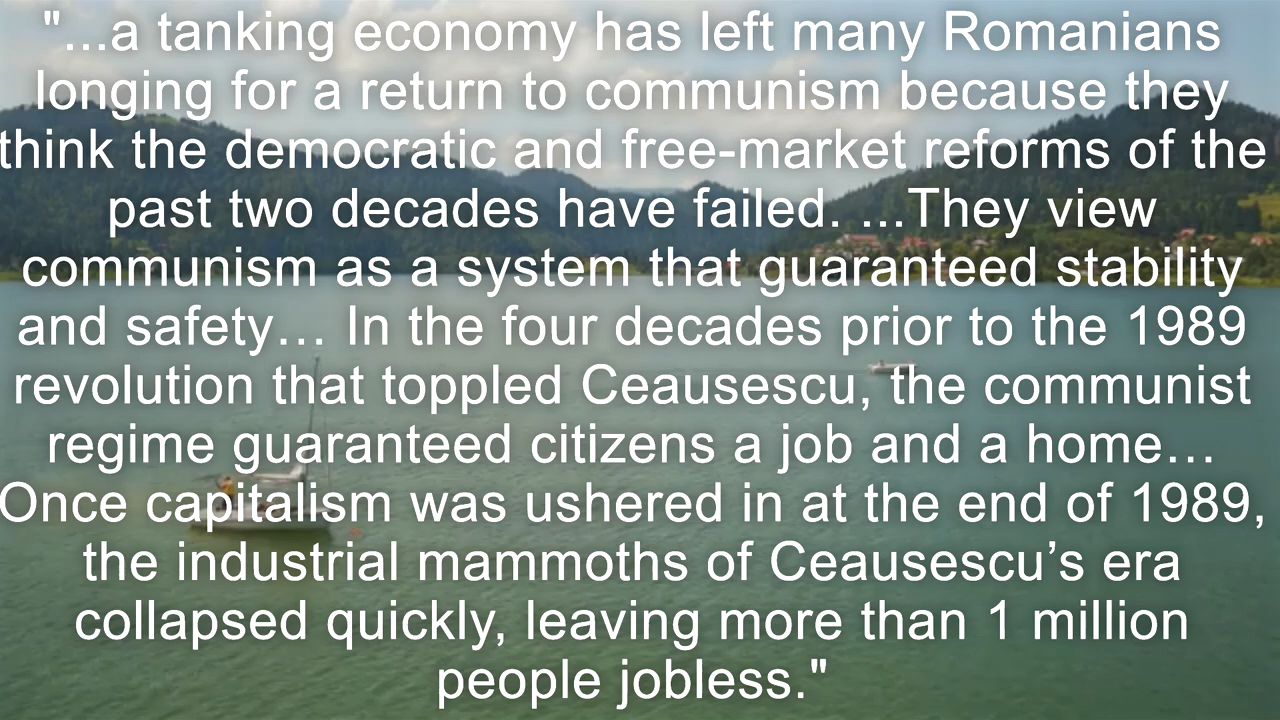 "...a tanking economy has left many Romanians
longing for a return to communism because they
think the democratic and free-market reforms of the
past two decades have failed. ...They view
communism as a system that guaranteed stability
and safety… In the four decades prior to the 1989
revolution that toppled Ceausescu, the communist
regime guaranteed citizens a job and a home…
Once capitalism was ushered in at the end of 1989,
the industrial mammoths of Ceausescu’s era
collapsed quickly, leaving more than 1 million
people jobless."